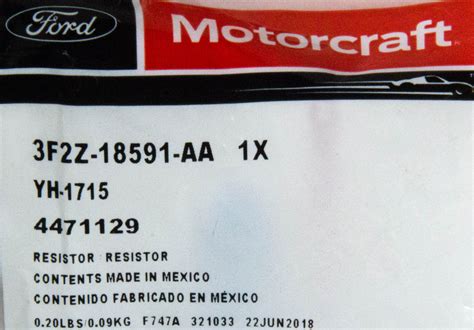 Ford Motorcraft
3F2Z-18591-AA 1X
YH-1715
4471129
RESISTOR RESISTOR
CONTENTS MADE IN MEXICO
CONTENIDO FABRICADO EN MÉXICO
0.20LBS/0.09KG F747A 321033 22JUN2018